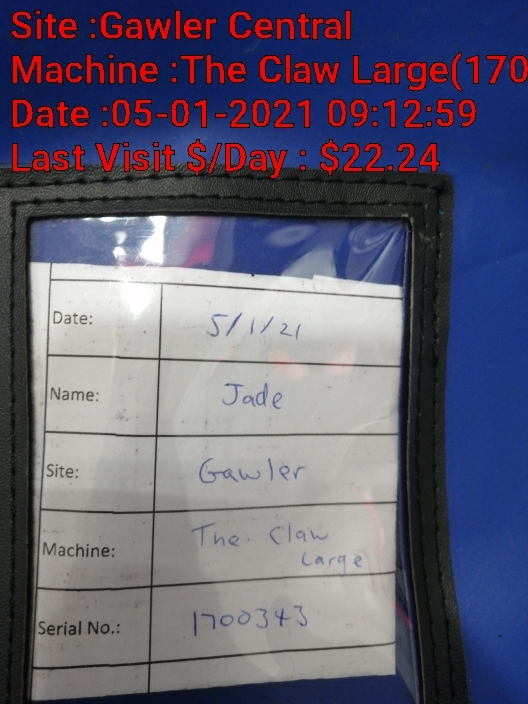 Site :Gawler Central
Machine :The Claw Large(170
Date :05-01-2021 09:12:59
Last Visit $/Day : $22.24
Date: 5/1/21
Name: Jade
Site: Gawler
Machine: The Claw
Large
Serial No.: 1700343